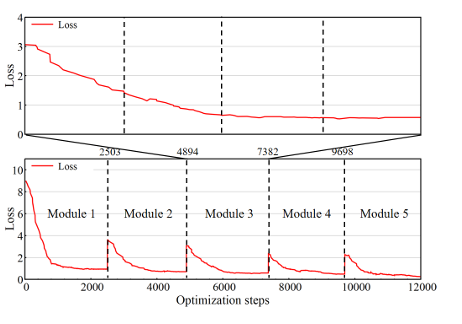 4
Loss
3
Loss
2
1
0
2503 4894 7382 9698
10
Loss
8
6
Module 1 Module 2 Module 3 Module 4 Module 5
Loss
4
2
0
0 2000 4000 6000 8000 10000 12000
Optimization steps